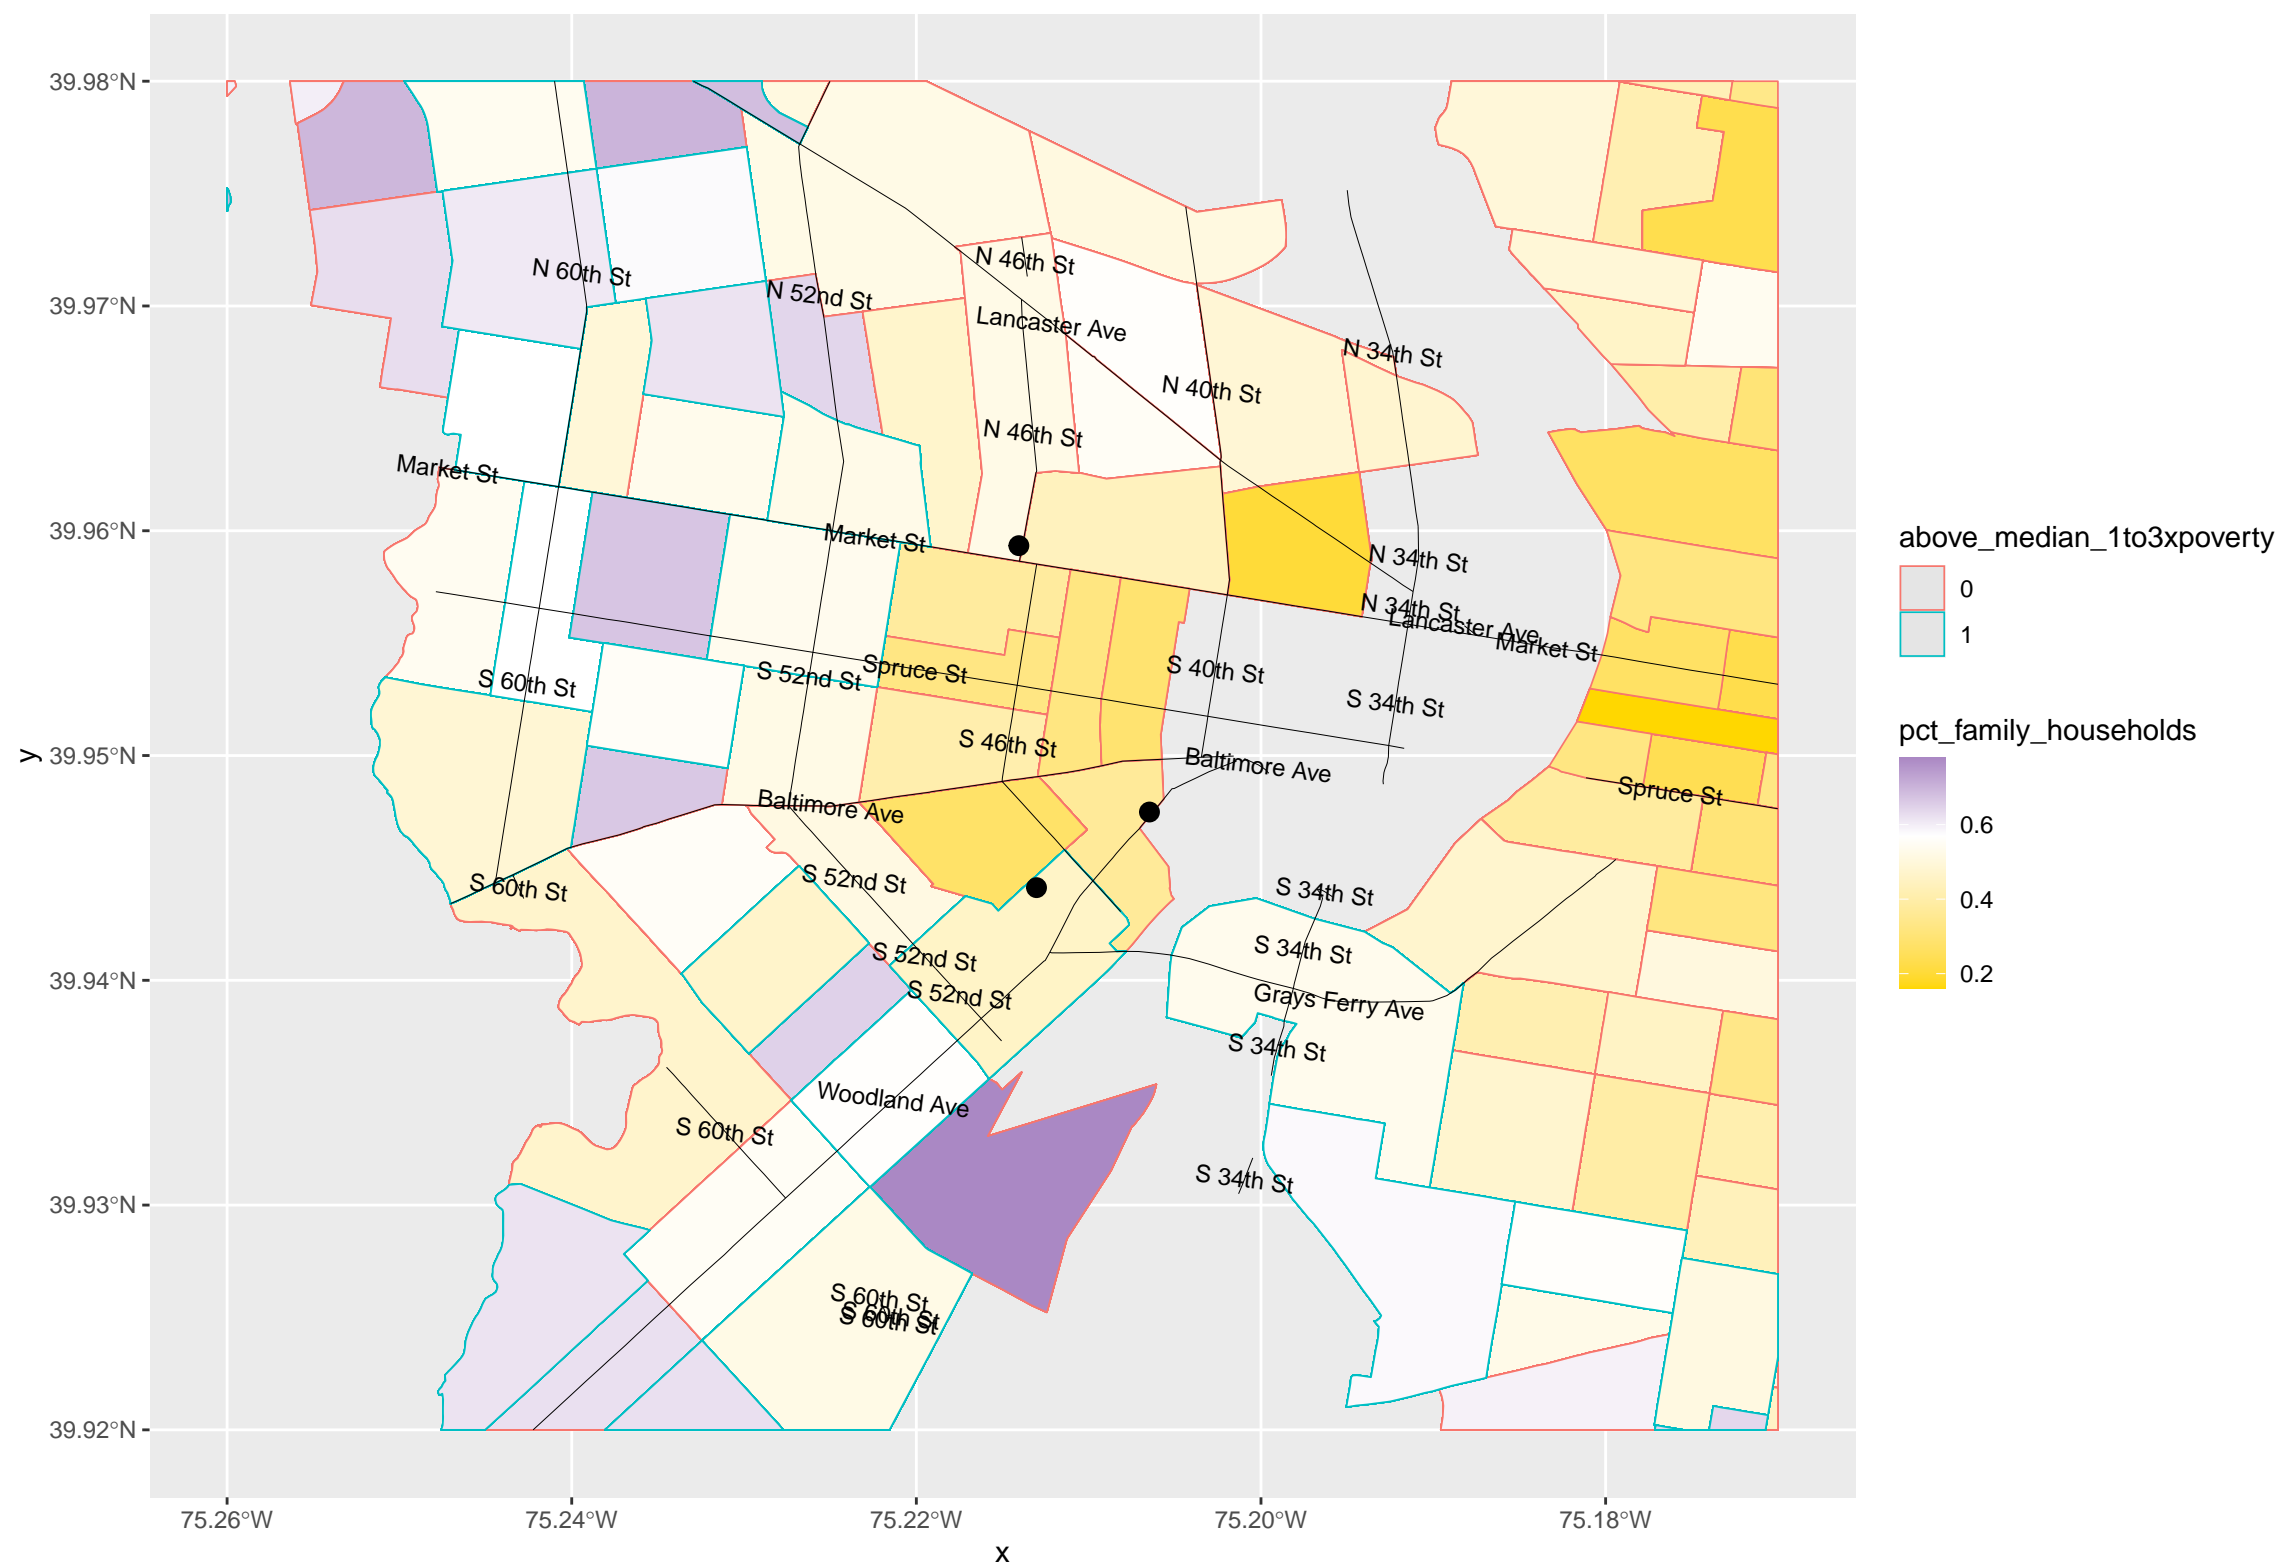 39.98°N
39.97°N
39.96°N
39.95°N
39.94°N
39.93°N
39.92°N
y
N 60th St
N 52nd St
N 46th St
Lancaster Ave
N 34th St
N 40th St
N 46th St
Market St
Market St
N 34th St
N 34th St
Lancaster Ave
Market St
Spruce St
S 52nd St
S 40th St
S 60th St
S 34th St
S 46th St
Baltimore Ave
Spruce St
Baltimore Ave
S 60th St
S 52nd St
S 34th St
S 52nd St
S 34th St
S 52nd St
Grays Ferry Ave
S 34th St
Woodland Ave
S 60th St
S 34th St
S 60th St
S 60th St
S 60th St
75.26°W
75.24°W
75.22°W
75.20°W
75.18°W
x
above_median_1to3xpoverty
0
1
pct_family_households
0.6
0.4
0.2